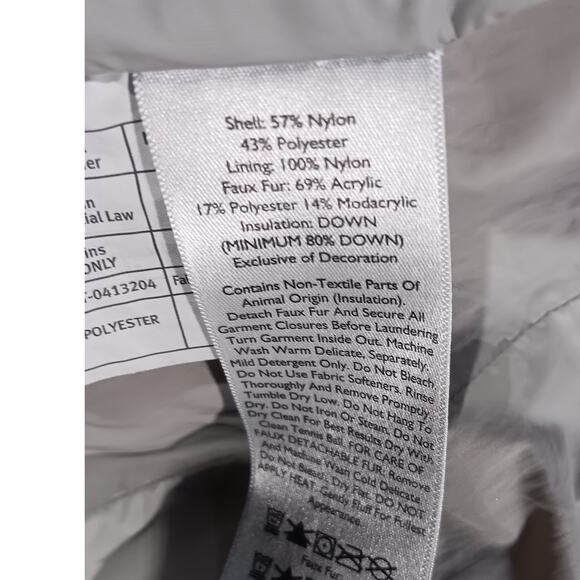 Shell: 57% Nylon
43% Polyester
Lining: 100% Nylon
Faux Fur: 69% Acrylic
17% Polyester 14% Modacrylic
Insulation: DOWN
(MINIMUM 80% DOWN)
Exclusive of Decoration
Contains Non-Textile Parts Of
Animal Origin (Insulation).
Detach Faux Fur And Secure All
Garment Closures Before Laundering
Turn Garment Inside Out. Machine
Wash Warm Delicate, Separately.
Mild Detergent Only. Do Not Bleach.
Do Not Use Fabric Softeners. Rinse
Thoroughly And Remove Promptly.
Tumble Dry Low. Do Not Hang To
Dry. Do Not Iron Or Steam. Do Not
Dry Clean For Best Results Dry With
Clean Tennis Ball. FOR CARE OF
FAUX DETACHABLE FUR. Remove
And Machine Wash Cold Delicate.
Do Not Bleach. Dry Flat. DO NOT
APPLY HEAT. Gently Fluff For Fullest
Appearance.
Faux Fur
er
ial Law
ONLY
-0413204
POLYESTER